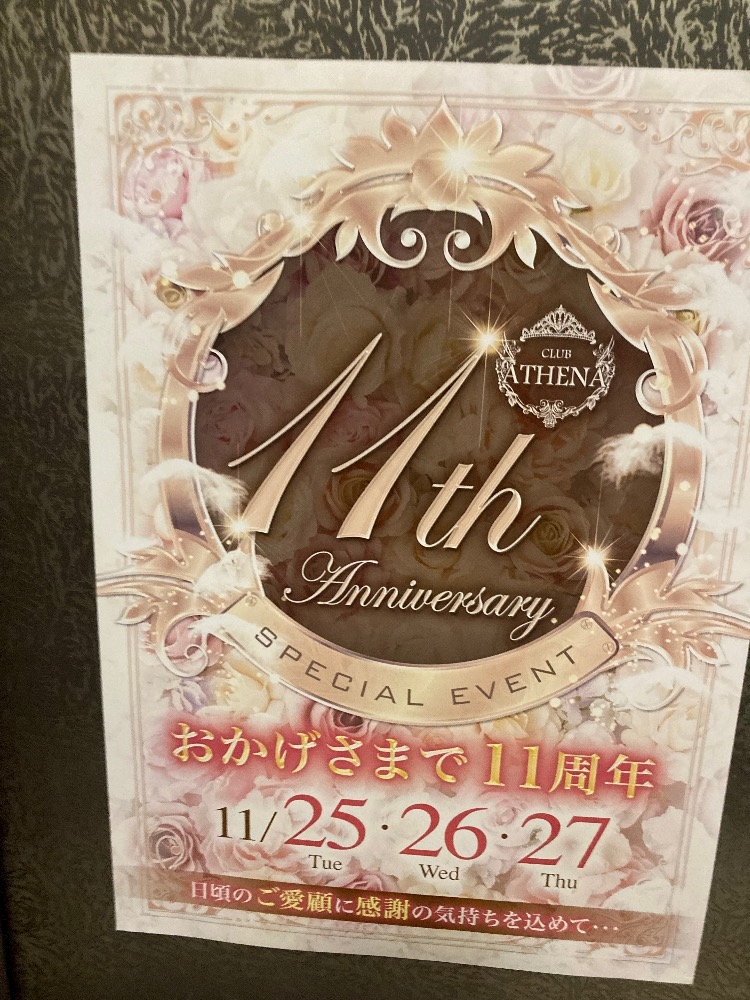 CLUB
ATHENA
11th
Anniversary.
SPECIAL EVENT
おかげさまで 11周年
11/25・26・27
Tue Wed Thu
日頃のご愛顧に感謝の気持ちを込めて…